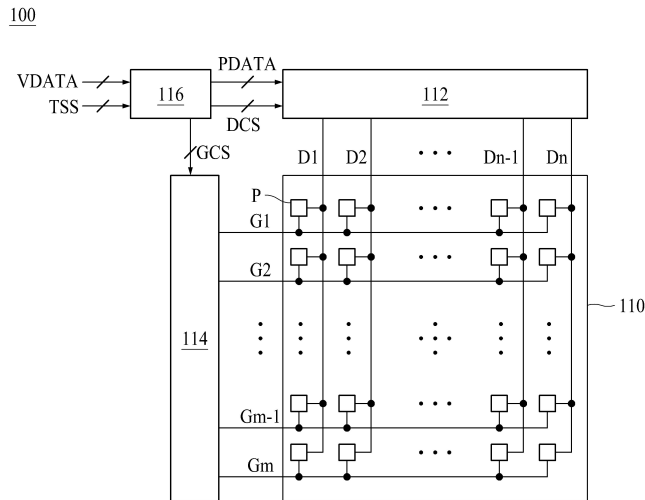 100
PDATA
VDATA
TSS
116
112
DCS
GCS
D1 D2 Dn-1 Dn
P
G1
G2
110
114
Gm-1
Gm